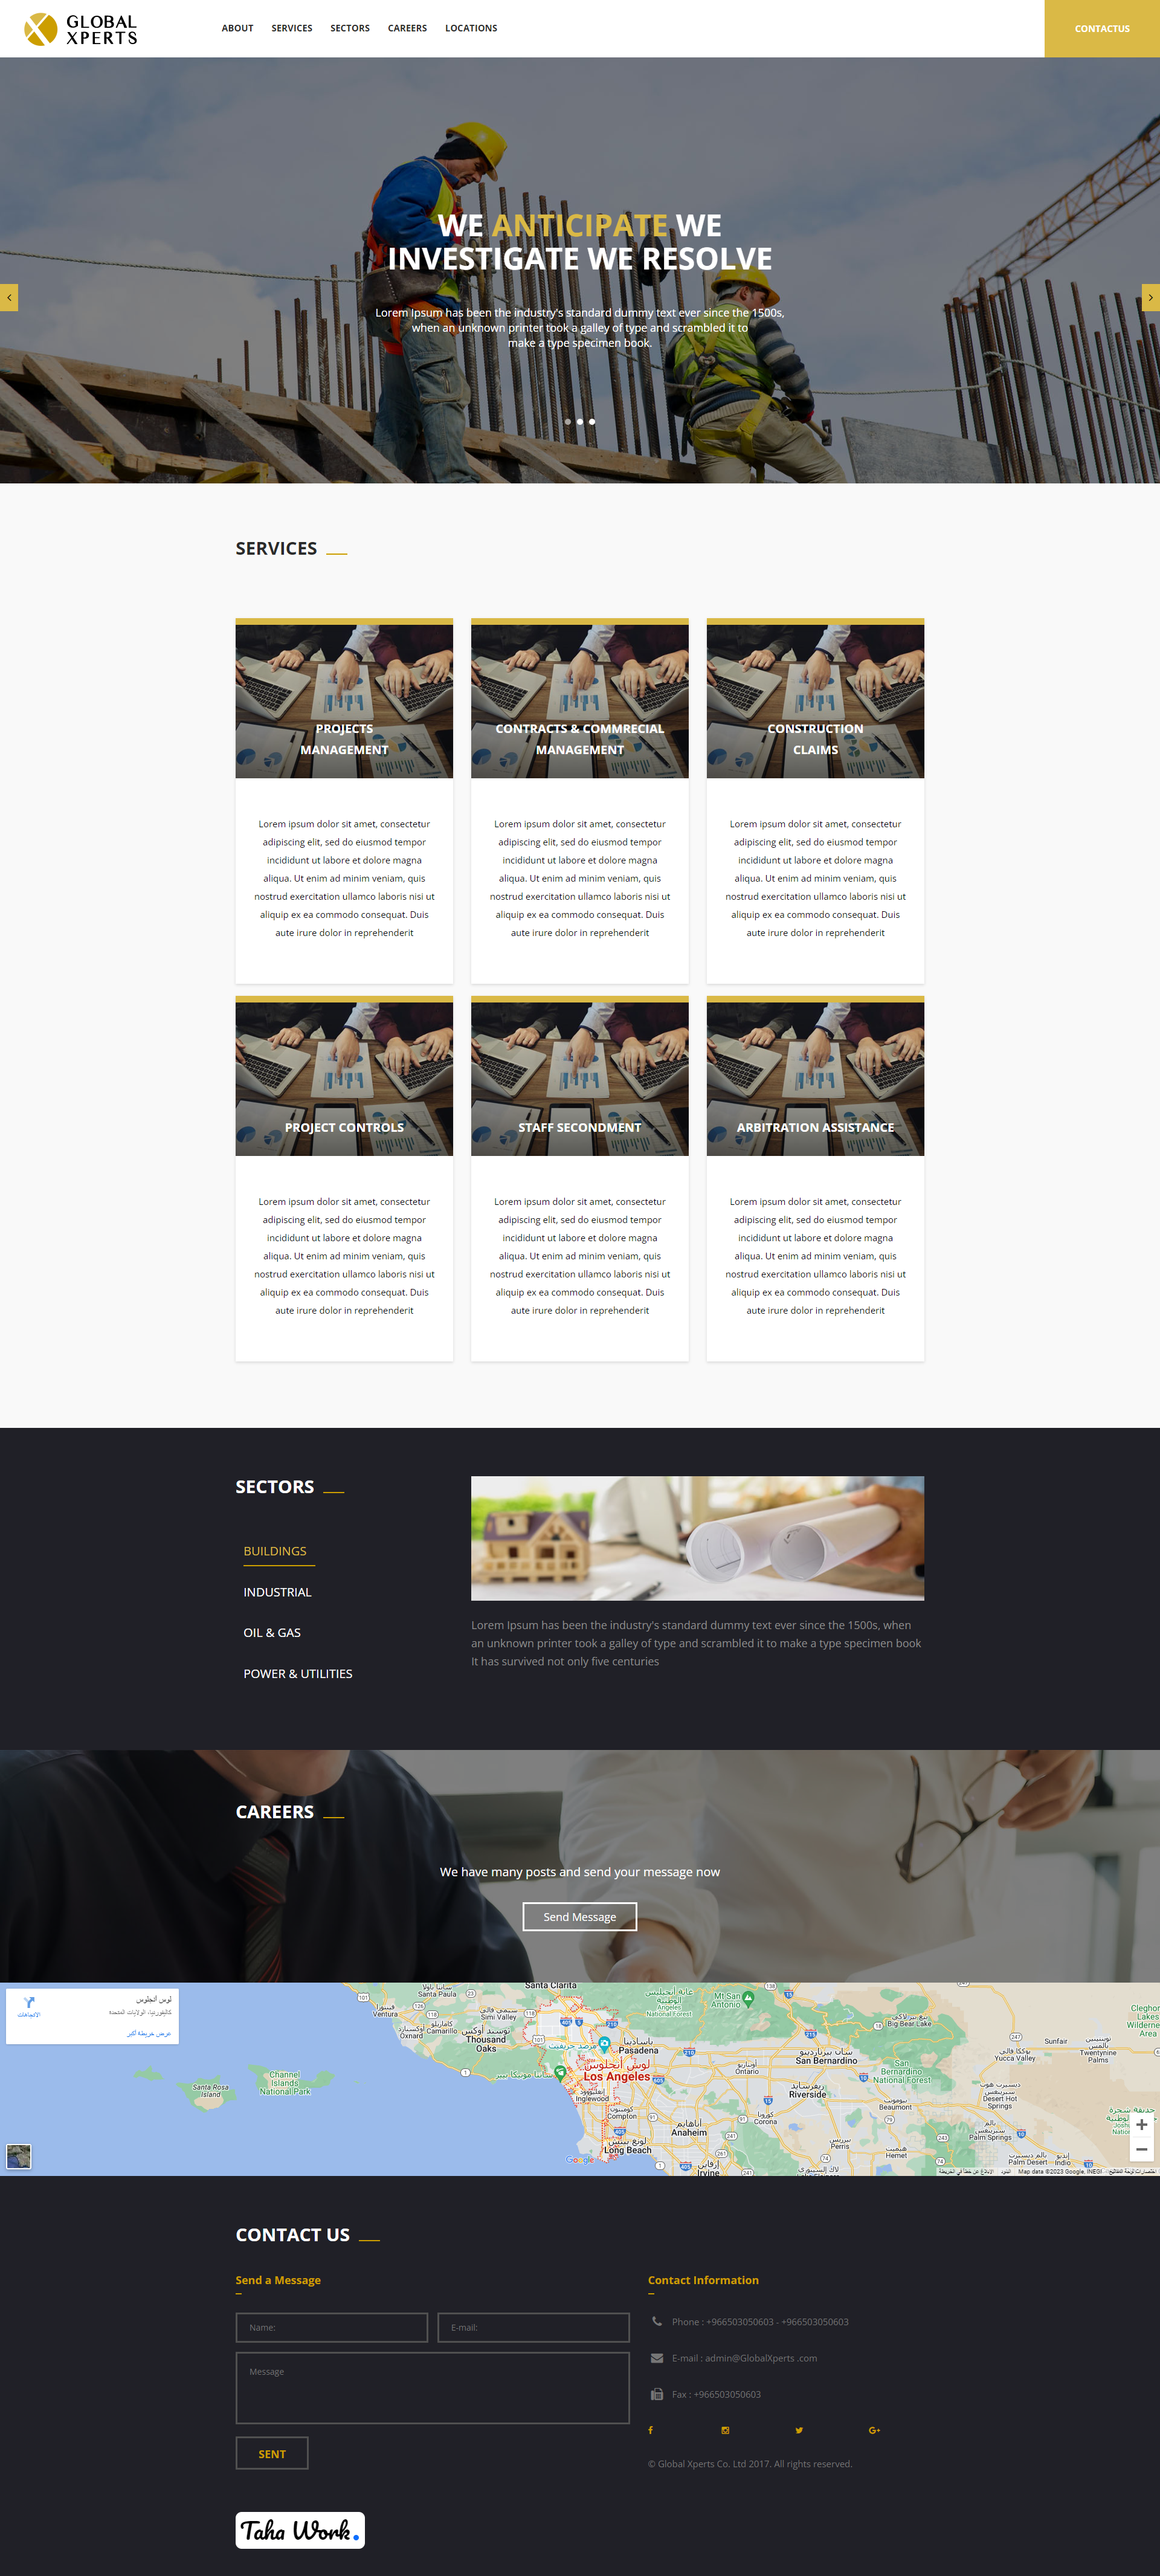 GLOBAL
XPERTS
ABOUT SERVICES SECTORS CAREERS LOCATIONS
CONTACTUS
WE ANTICIPATE WE
INVESTIGATE WE RESOLVE
Lorem Ipsum has been the industry's standard dummy text ever since the 1500s,
when an unknown printer took a galley of type and scrambled it to
make a type specimen book.
SERVICES
PROJECTS
MANAGEMENT
Lorem ipsum dolor sit amet, consectetur
adipiscing elit, sed do eiusmod tempor
incididunt ut labore et dolore magna
aliqua. Ut enim ad minim veniam, quis
nostrud exercitation ullamco laboris nisi ut
aliquip ex ea commodo consequat. Duis
aute irure dolor in reprehenderit
CONTRACTS & COMMRECIAL
MANAGEMENT
Lorem ipsum dolor sit amet, consectetur
adipiscing elit, sed do eiusmod tempor
incididunt ut labore et dolore magna
aliqua. Ut enim ad minim veniam, quis
nostrud exercitation ullamco laboris nisi ut
aliquip ex ea commodo consequat. Duis
aute irure dolor in reprehenderit
CONSTRUCTION
CLAIMS
Lorem ipsum dolor sit amet, consectetur
adipiscing elit, sed do eiusmod tempor
incididunt ut labore et dolore magna
aliqua. Ut enim ad minim veniam, quis
nostrud exercitation ullamco laboris nisi ut
aliquip ex ea commodo consequat. Duis
aute irure dolor in reprehenderit
PROJECT CONTROLS
Lorem ipsum dolor sit amet, consectetur
adipiscing elit, sed do eiusmod tempor
incididunt ut labore et dolore magna
aliqua. Ut enim ad minim veniam, quis
nostrud exercitation ullamco laboris nisi ut
aliquip ex ea commodo consequat. Duis
aute irure dolor in reprehenderit
STAFF SECONDMENT
Lorem ipsum dolor sit amet, consectetur
adipiscing elit, sed do eiusmod tempor
incididunt ut labore et dolore magna
aliqua. Ut enim ad minim veniam, quis
nostrud exercitation ullamco laboris nisi ut
aliquip ex ea commodo consequat. Duis
aute irure dolor in reprehenderit
ARBITRATION ASSISTANCE
Lorem ipsum dolor sit amet, consectetur
adipiscing elit, sed do eiusmod tempor
incididunt ut labore et dolore magna
aliqua. Ut enim ad minim veniam, quis
nostrud exercitation ullamco laboris nisi ut
aliquip ex ea commodo consequat. Duis
aute irure dolor in reprehenderit
SECTORS
BUILDINGS
INDUSTRIAL
OIL & GAS
POWER & UTILITIES
Lorem Ipsum has been the industry's standard dummy text ever since the 1500s, when
an unknown printer took a galley of type and scrambled it to make a type specimen book
It has survived not only five centuries
CAREERS
We have many posts and send your message now
Send Message
لوس أنجلوس
كاليفورنيا، الولايات المتحدة
الاتجاهات
عرض خريطة أكبر
Santa Clarita
Santa Paula
Simi Valley
Ventura
Oxnard
Camarillo
Thousand
Oaks
Channel
Islands
National Park
Santa Rosa
Island
Angeles
National Forest
Mt San
Antonio
Pasadena
لوس أنجلوس
Los Angeles
Inglewood
Compton
Anaheim
Long Beach
Irvine
Ontario
San Bernardino
Riverside
Corona
Perris
Hemet
Beaumont
Big Bear Lake
San
Bernardino
National Forest
Yucca Valley
Sunfair
Twentynine
Palms
Desert Hot
Springs
Palm Springs
Palm Desert
Indio
Google
Map data ©2023 Google, INEGI
CONTACT US
Send a Message
Name:
E-mail:
Message
SENT
Contact Information
Phone : +966503050603 - +966503050603
E-mail : admin@GlobalXperts .com
Fax : +966503050603
© Global Xperts Co. Ltd 2017. All rights reserved.
Taha Work.